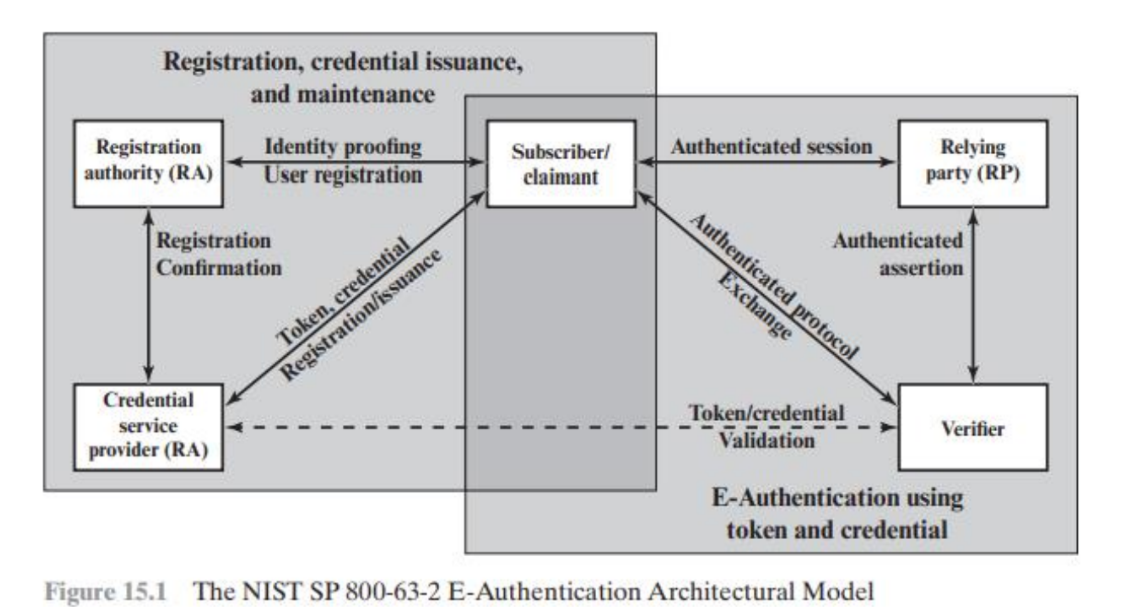 Registration, credential issuance,
and maintenance
Registration
authority (RA)
Identity proofing
User registration
Subscriber/
claimant
Authenticated session
Relying
party (RP)
Registration
Confirmation
Token, credential
Registration/issuance
Authenticated protocol
Exchange
Authenticated
assertion
Credential
service
provider (RA)
Token/credential
Validation
Verifier
E-Authentication using
token and credential
Figure 15.1 The NIST SP 800-63-2 E-Authentication Architectural Model